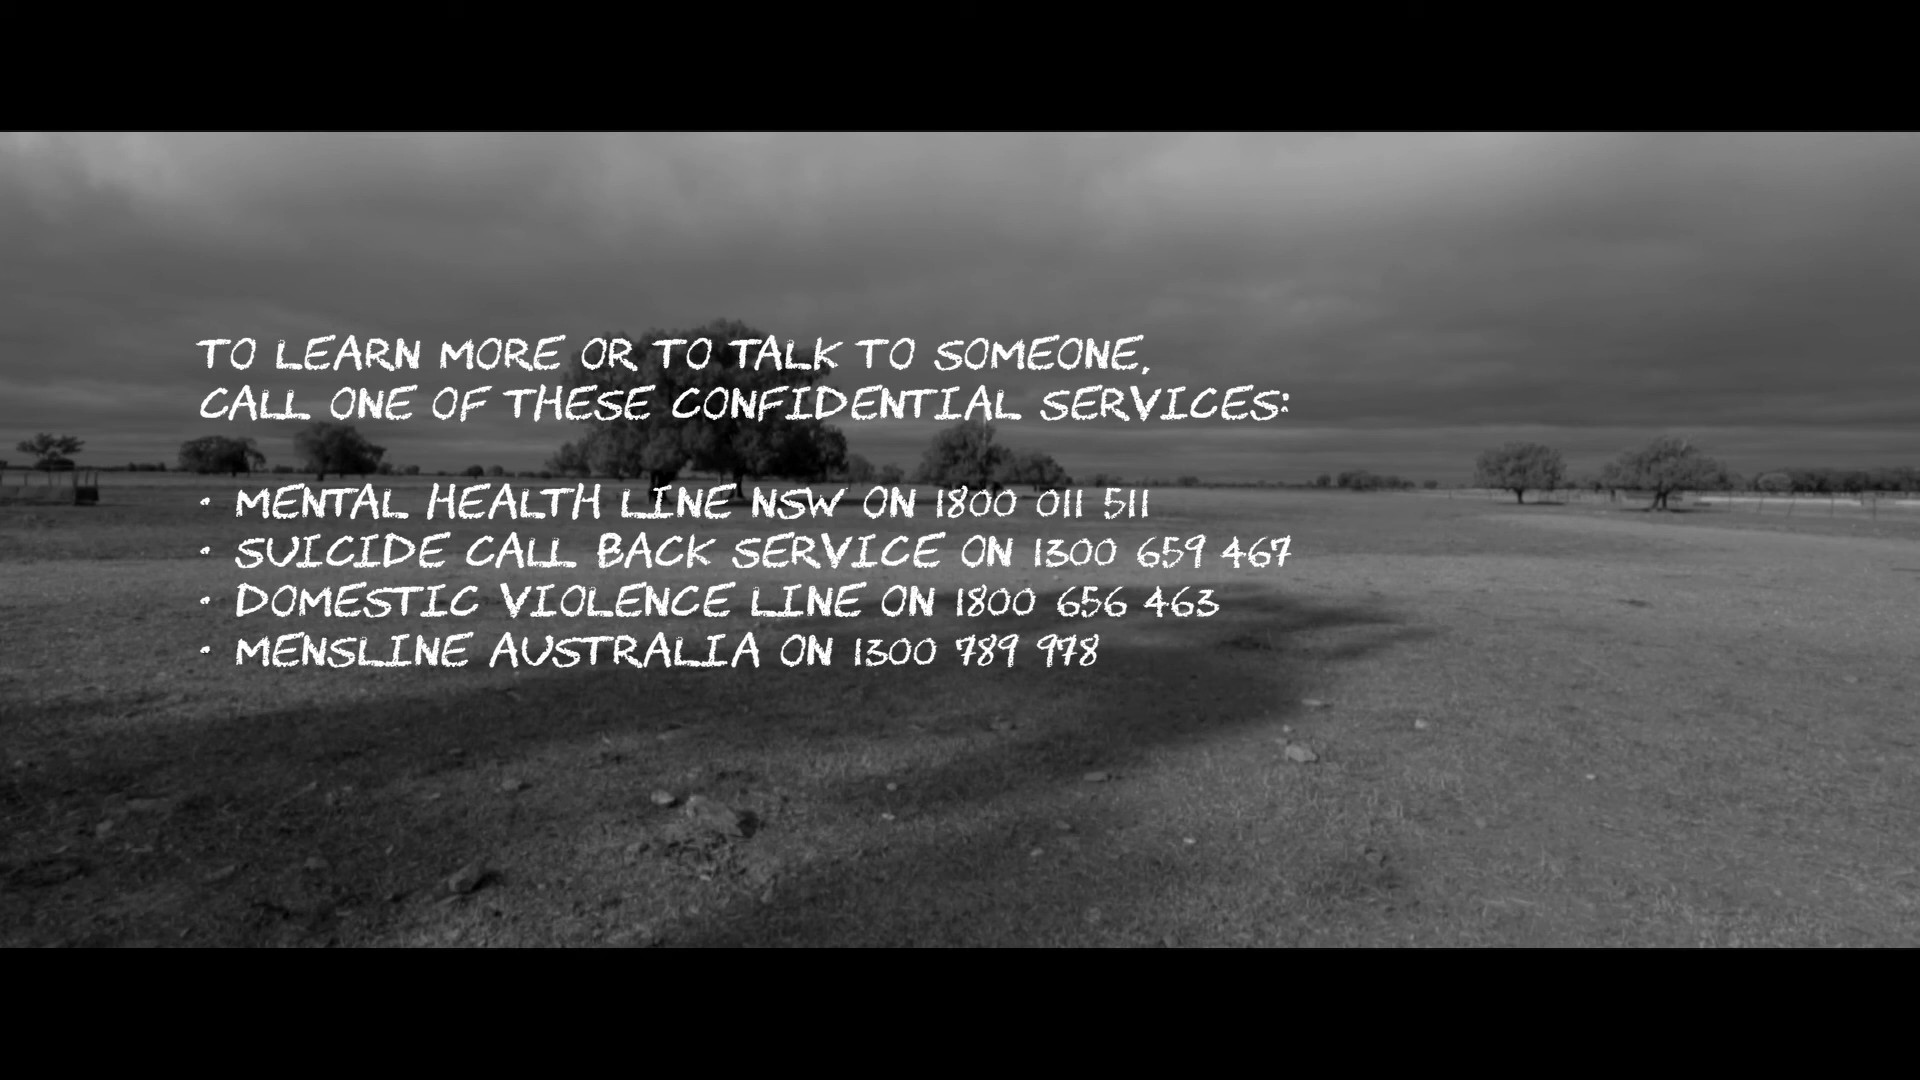 TO LEARN MORE OR TO TALK TO SOMEONE,
CALL ONE OF THESE CONFIDENTIAL SERVICES:
• MENTAL HEALTH LINE NSW ON 1800 011 511
• SUICIDE CALL BACK SERVICE ON 1300 659 467
• DOMESTIC VIOLENCE LINE ON 1800 656 463
• MENSLINE AUSTRALIA ON 1300 789 978